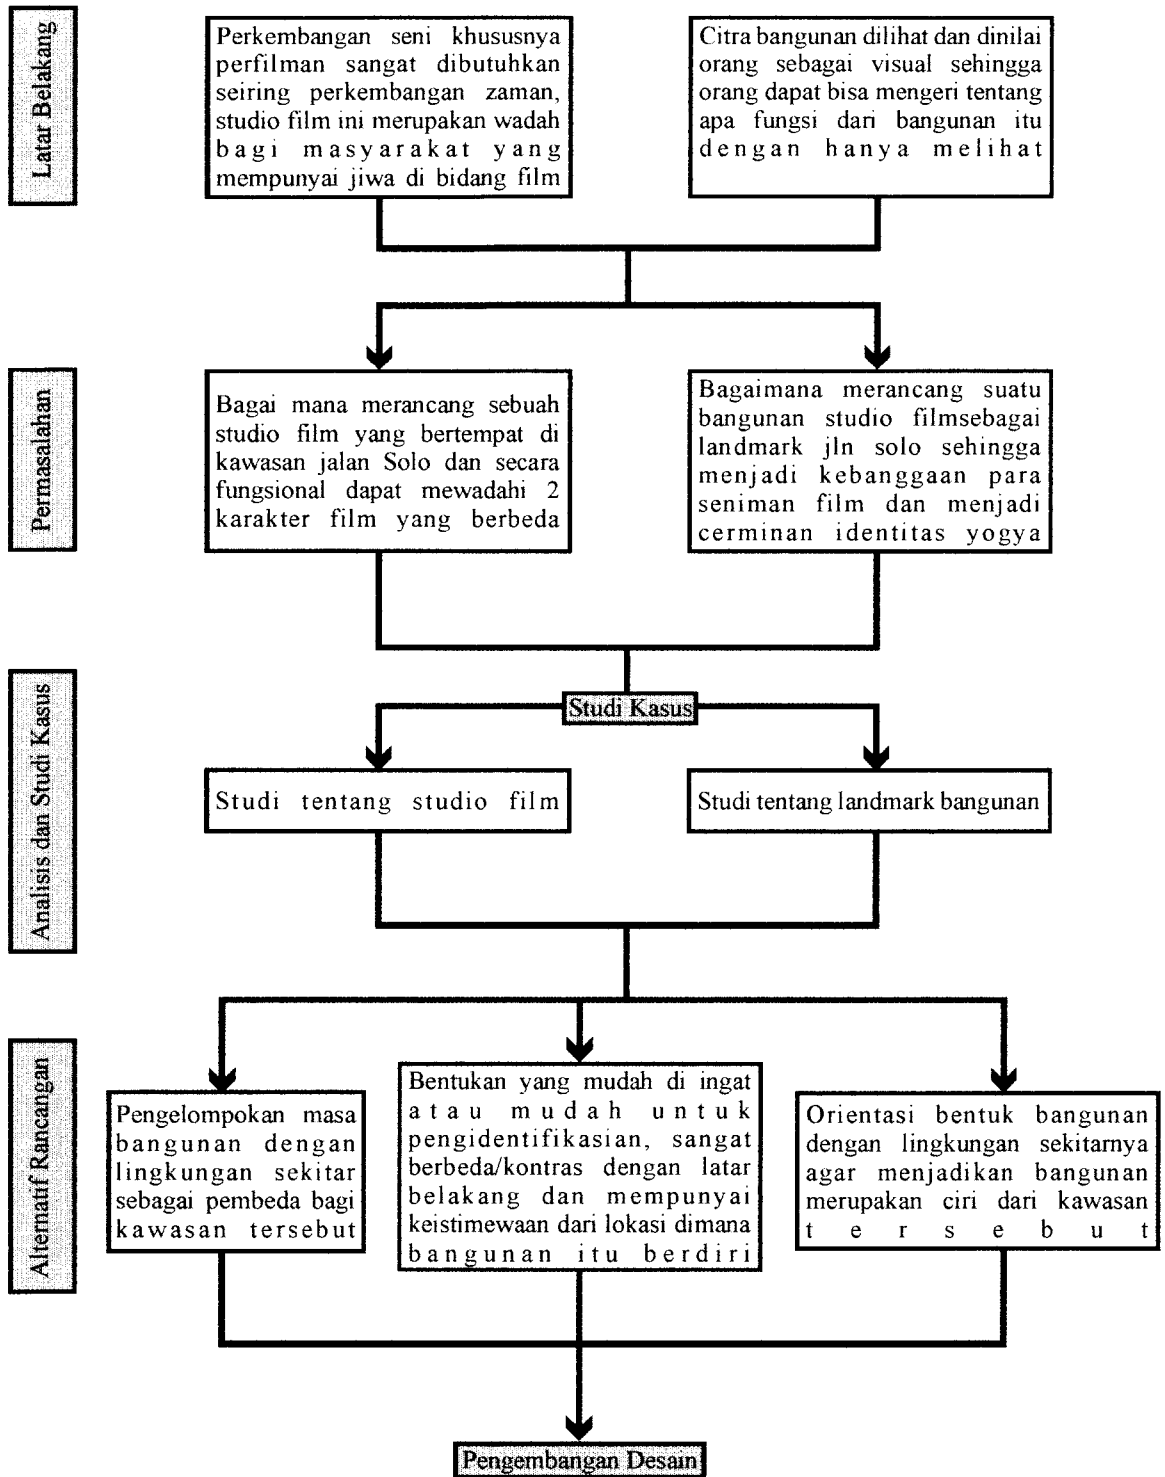 Latar Belakang
Perkembangan seni khususnya
perfilman sangat dibutuhkan
seiring perkembangan zaman,
studio film ini merupakan wadah
bagi masyarakat yang
mempunyai jiwa di bidang film
Citra bangunan dilihat dan dinilai
orang sebagai visual sehingga
orang dapat bisa mengeri tentang
apa fungsi dari bangunan itu
dengan hanya melihat
Permasalahan
Bagai mana merancang sebuah
studio film yang bertempat di
kawasan jalan Solo dan secara
fungsional dapat mewadahi 2
karakter film yang berbeda
Bagaimana merancang suatu
bangunan studio filmsebagai
landmark jln solo sehingga
menjadi kebanggaan para
seniman film dan menjadi
cerminan identitas yogya
Analisis dan Studi Kasus
Studi Kasus
Studi tentang studio film
Studi tentang landmark bangunan
Alternatif Rancangan
Pengelompokan masa
bangunan dengan
lingkungan sekitar
sebagai pembeda bagi
kawasan tersebut
Bentukan yang mudah di ingat
atau mudah untuk
pengidentifikasian, sangat
berbeda/kontras dengan latar
belakang dan mempunyai
keistimewaan dari lokasi dimana
bangunan itu berdiri
Orientasi bentuk bangunan
dengan lingkungan sekitarnya
agar menjadikan bangunan
merupakan ciri dari kawasan
tersebut
Pengembangan Desain